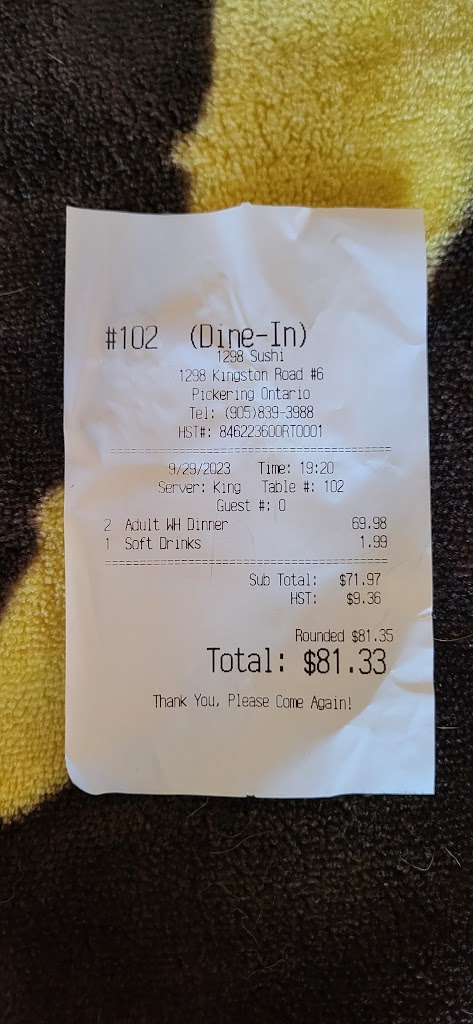 #102 (Dine-In)
1298 Sushi
1298 Kingston Road #6
Pickering Ontario
Tel: (905)839-3988
HST#: 846223600RT0001
9/29/2023 Time: 19:20
Server: King Table #: 102
Guest #: 0
2 Adult WH Dinner 69.98
1 Soft Drinks 1.99
Sub Total: $71.97
HST: $9.36
Rounded $81.35
Total: $81.33
Thank You, Please Come Again!